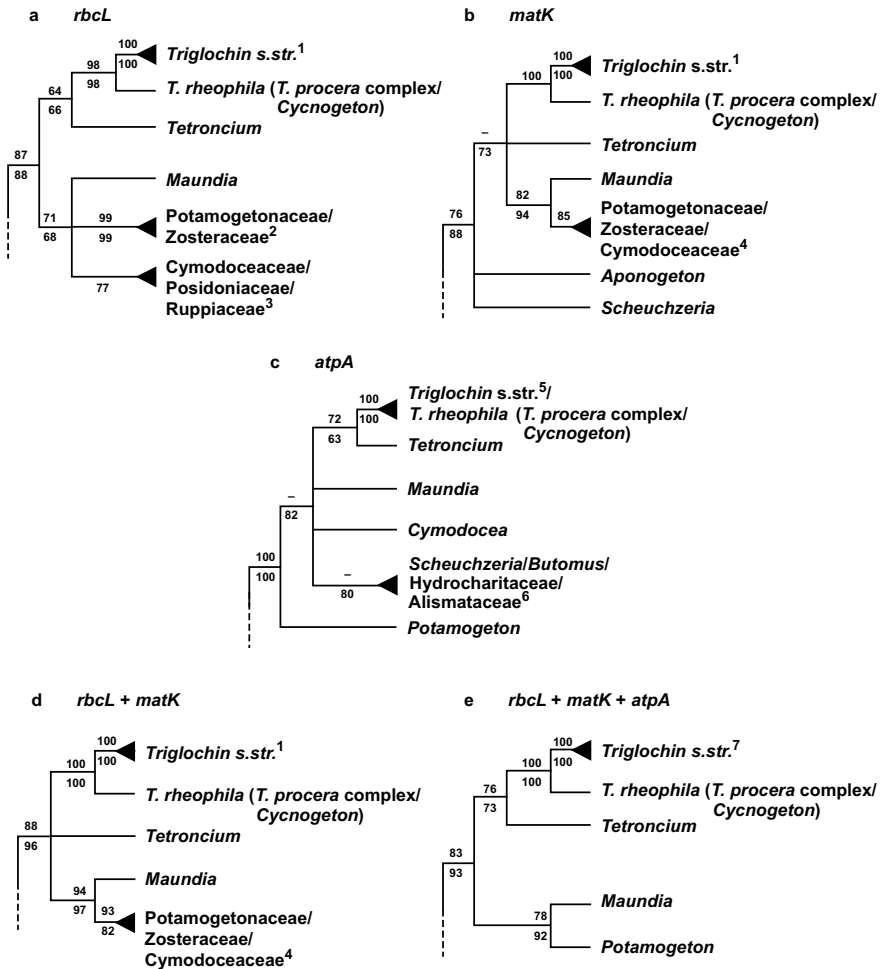 a rbcL
100
98 Triglochin s.str.1
100
64 98 T. rheophila (T. procera complex/
66 Cycnogeton)
Tetroncium
87
88 Maundia
71 99 Potamogetonaceae/
68 99 Zosteraceae2
Cymodoceaceae/
77 Posidoniaceae/
Ruppiaceae3
b matK
100
100 Triglochin s.str.1
100
100 T. rheophila (T. procera complex/
Cycnogeton)
–
73 Tetroncium
82 Maundia
94 85 Potamogetonaceae/
76 Zosteraceae/
88 Cymodoceaceae4
Aponogeton
Scheuchzeria
c atpA
100 Triglochin s.str.5/
72 100 T. rheophila (T. procera complex/
63 Cycnogeton)
Tetroncium
–
82 Maundia
Cymodocea
100 – Scheuchzeria/Butomus/
100 80 Hydrocharitaceae/
Alismataceae6
Potamogeton
d rbcL + matK
100
100 Triglochin s.str.1
100
100 T. rheophila (T. procera complex/
Cycnogeton)
88
96 Tetroncium
94 Maundia
97 93 Potamogetonaceae/
82 Zosteraceae/
Cymodoceaceae4
e rbcL + matK + atpA
100
100 Triglochin s.str.7
100
76 100 T. rheophila (T. procera complex/
73 Cycnogeton)
Tetroncium
83
93 Maundia
78
92 Potamogeton